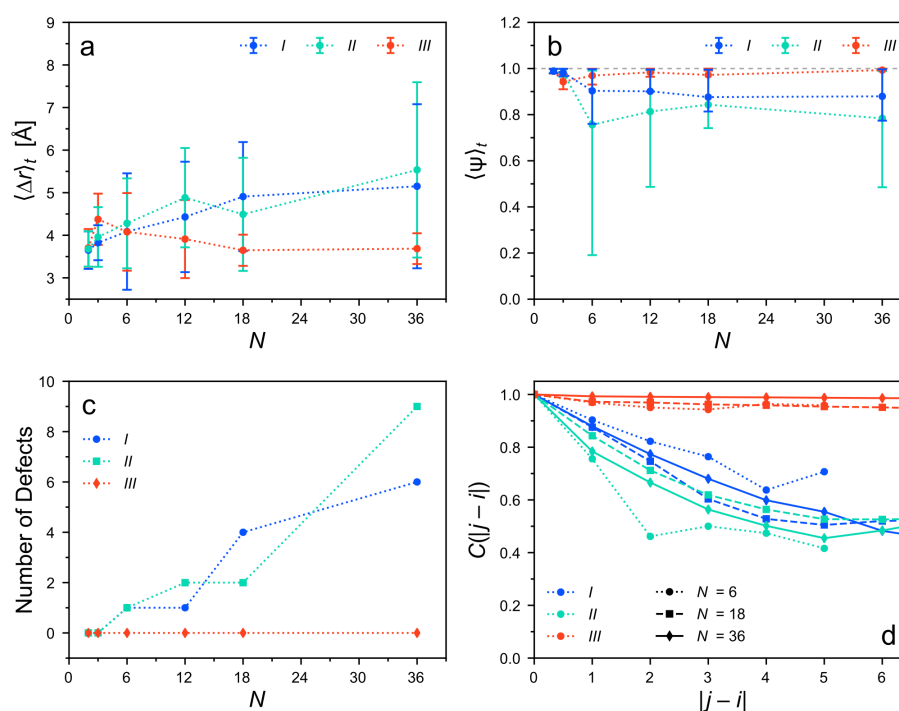 a
I II III
9
8
7
6
5
4
3
⟨Δr⟩t [Å]
0 6 12 18 24 30 36
N
b
I II III
1.2
1.0
0.8
0.6
0.4
0.2
0.0
⟨ψ⟩t
0 6 12 18 24 30 36
N
c
I
II
III
10
8
6
4
2
0
Number of Defects
0 6 12 18 24 30 36
N
1.0
0.8
0.6
0.4
0.2
0.0
C(|j – i|)
I N = 6
II N = 18
III N = 36
d
0 1 2 3 4 5 6
|j – i|